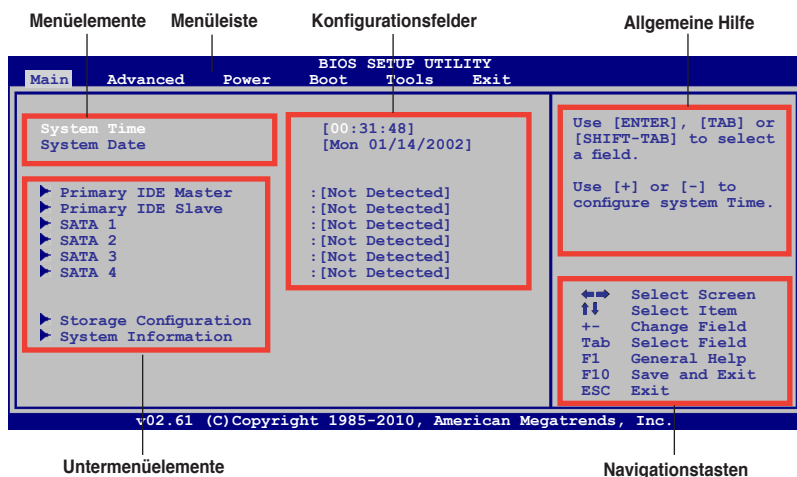 Menüelemente Menüleiste Konfigurationsfelder Allgemeine Hilfe
BIOS SETUP UTILITY
Main Advanced Power Boot Tools Exit
System Time [00:31:48]
System Date [Mon 01/14/2002]
Primary IDE Master :[Not Detected]
Primary IDE Slave :[Not Detected]
SATA 1 :[Not Detected]
SATA 2 :[Not Detected]
SATA 3 :[Not Detected]
SATA 4 :[Not Detected]
Storage Configuration
System Information
Use [ENTER], [TAB] or
[SHIFT-TAB] to select
a field.
Use [+] or [-] to
configure system Time.
Select Screen
Select Item
+- Change Field
Tab Select Field
F1 General Help
F10 Save and Exit
ESC Exit
v02.61 (C)Copyright 1985-2010, American Megatrends, Inc.
Untermenüelemente Navigationstasten